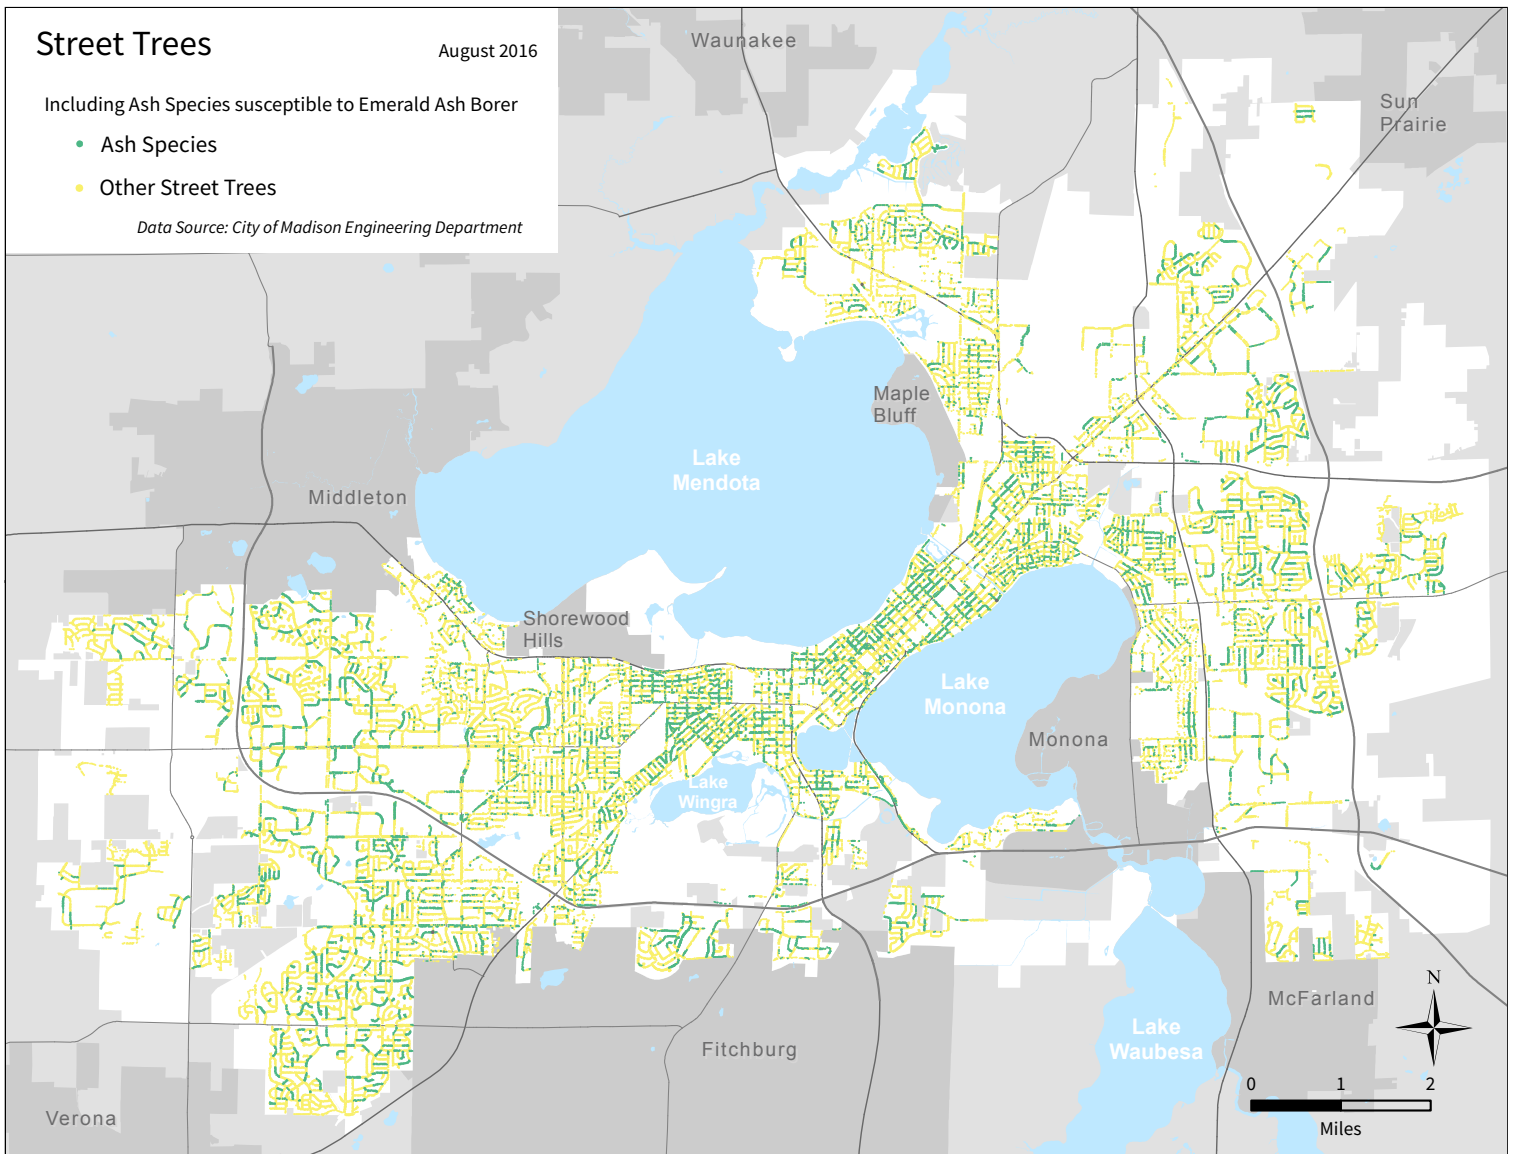 Street Trees
August 2016
Including Ash Species susceptible to Emerald Ash Borer
Ash Species
Other Street Trees
Data Source: City of Madison Engineering Department
Waunakee
Sun
Prairie
Maple
Bluff
Lake
Mendota
Middleton
Shorewood
Hills
Lake
Monona
Monona
Lake
Wingra
McFarland
Lake
Waubesa
Fitchburg
Verona
N
0 1 2
Miles